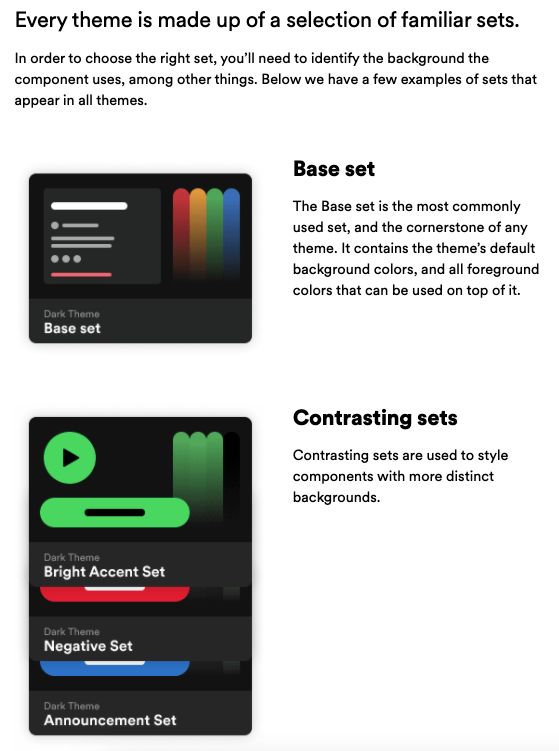 Every theme is made up of a selection of familiar sets.
In order to choose the right set, you’ll need to identify the background the
component uses, among other things. Below we have a few examples of sets that
appear in all themes.
Base set
The Base set is the most commonly
used set, and the cornerstone of any
theme. It contains the theme’s default
background colors, and all foreground
colors that can be used on top of it.
Dark Theme
Base set
Contrasting sets
Contrasting sets are used to style
components with more distinct
backgrounds.
Dark Theme
Bright Accent Set
Dark Theme
Negative Set
Dark Theme
Announcement Set